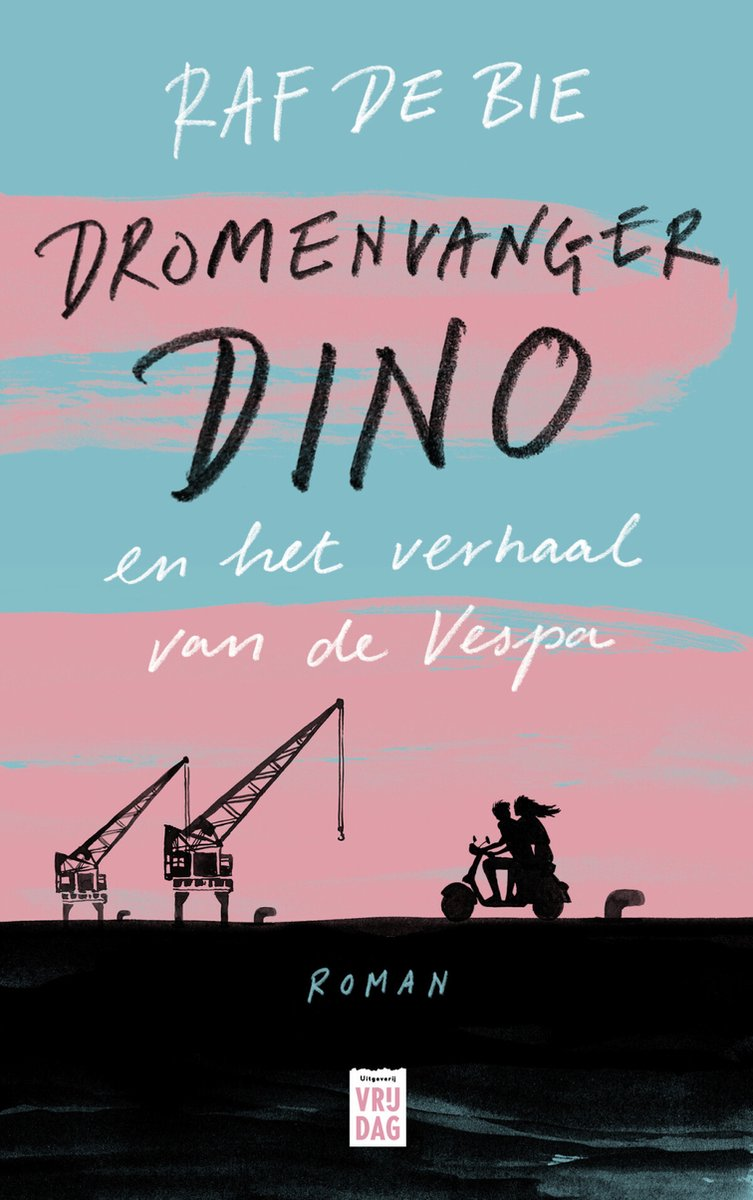 RAF DE BIE
DROMENVANGER
DINO
en het verhaal
van de Vespa
ROMAN
Uitgeverij
VRIJ
DAG